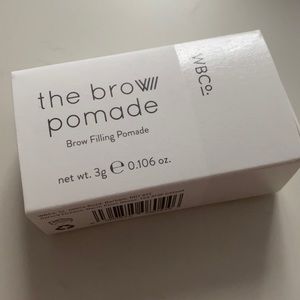 the brow
pomade
Brow Filling Pomade
net wt. 3g e 0.106 oz.
WBCo.